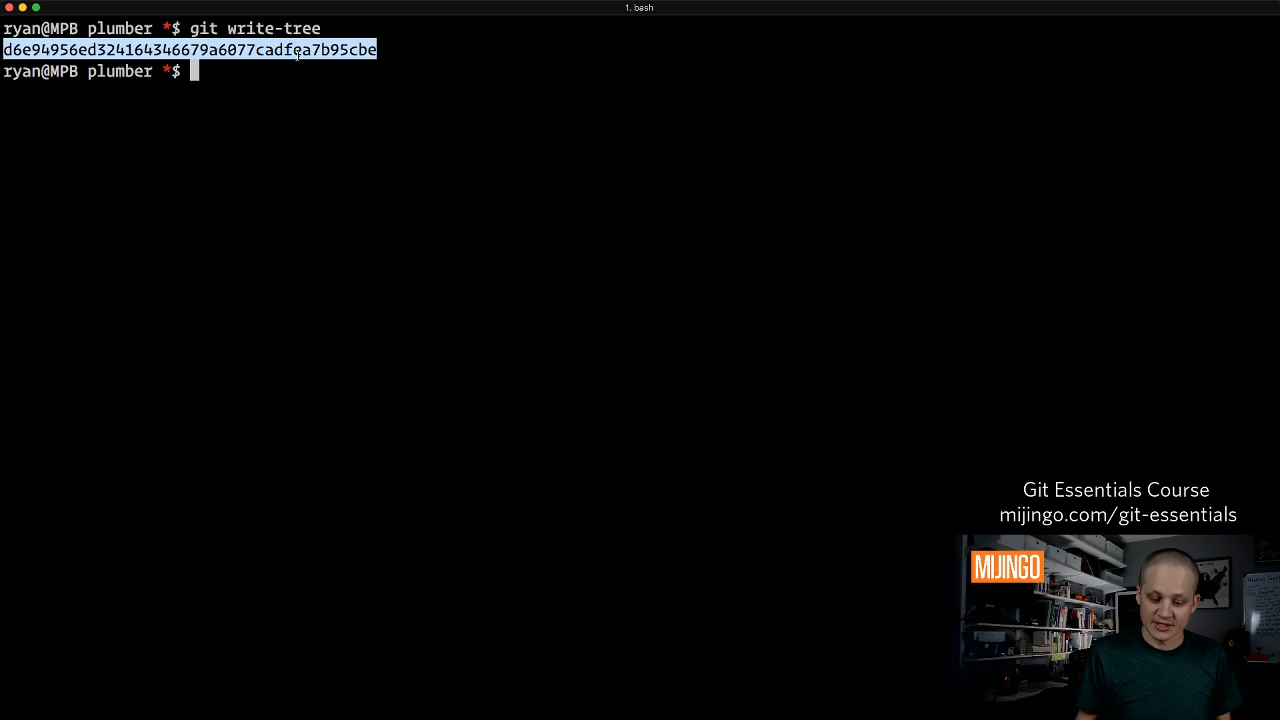 1. bash
ryan@MPB plumber *$ git write-tree
d6e94956ed324164346679a6077cadfea7b95cbe
ryan@MPB plumber *$
Git Essentials Course
mijingo.com/git-essentials
MIJINGO